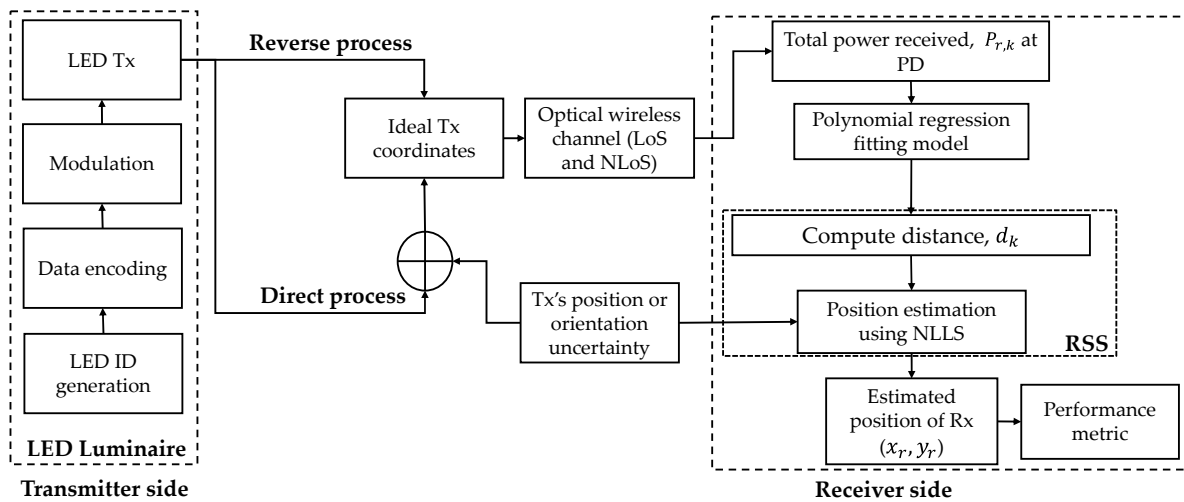 LED Tx
Modulation
Data encoding
LED ID
generation
LED Luminaire
Transmitter side
Reverse process
Direct process
Ideal Tx
coordinates
Optical wireless
channel (LoS
and NLoS)
Tx's position or
orientation
uncertainty
Total power received, P_{r,k} at
PD
Polynomial regression
fitting model
Compute distance, d_k
Position estimation
using NLLS
RSS
Estimated
position of Rx
(x_r, y_r)
Performance
metric
Receiver side